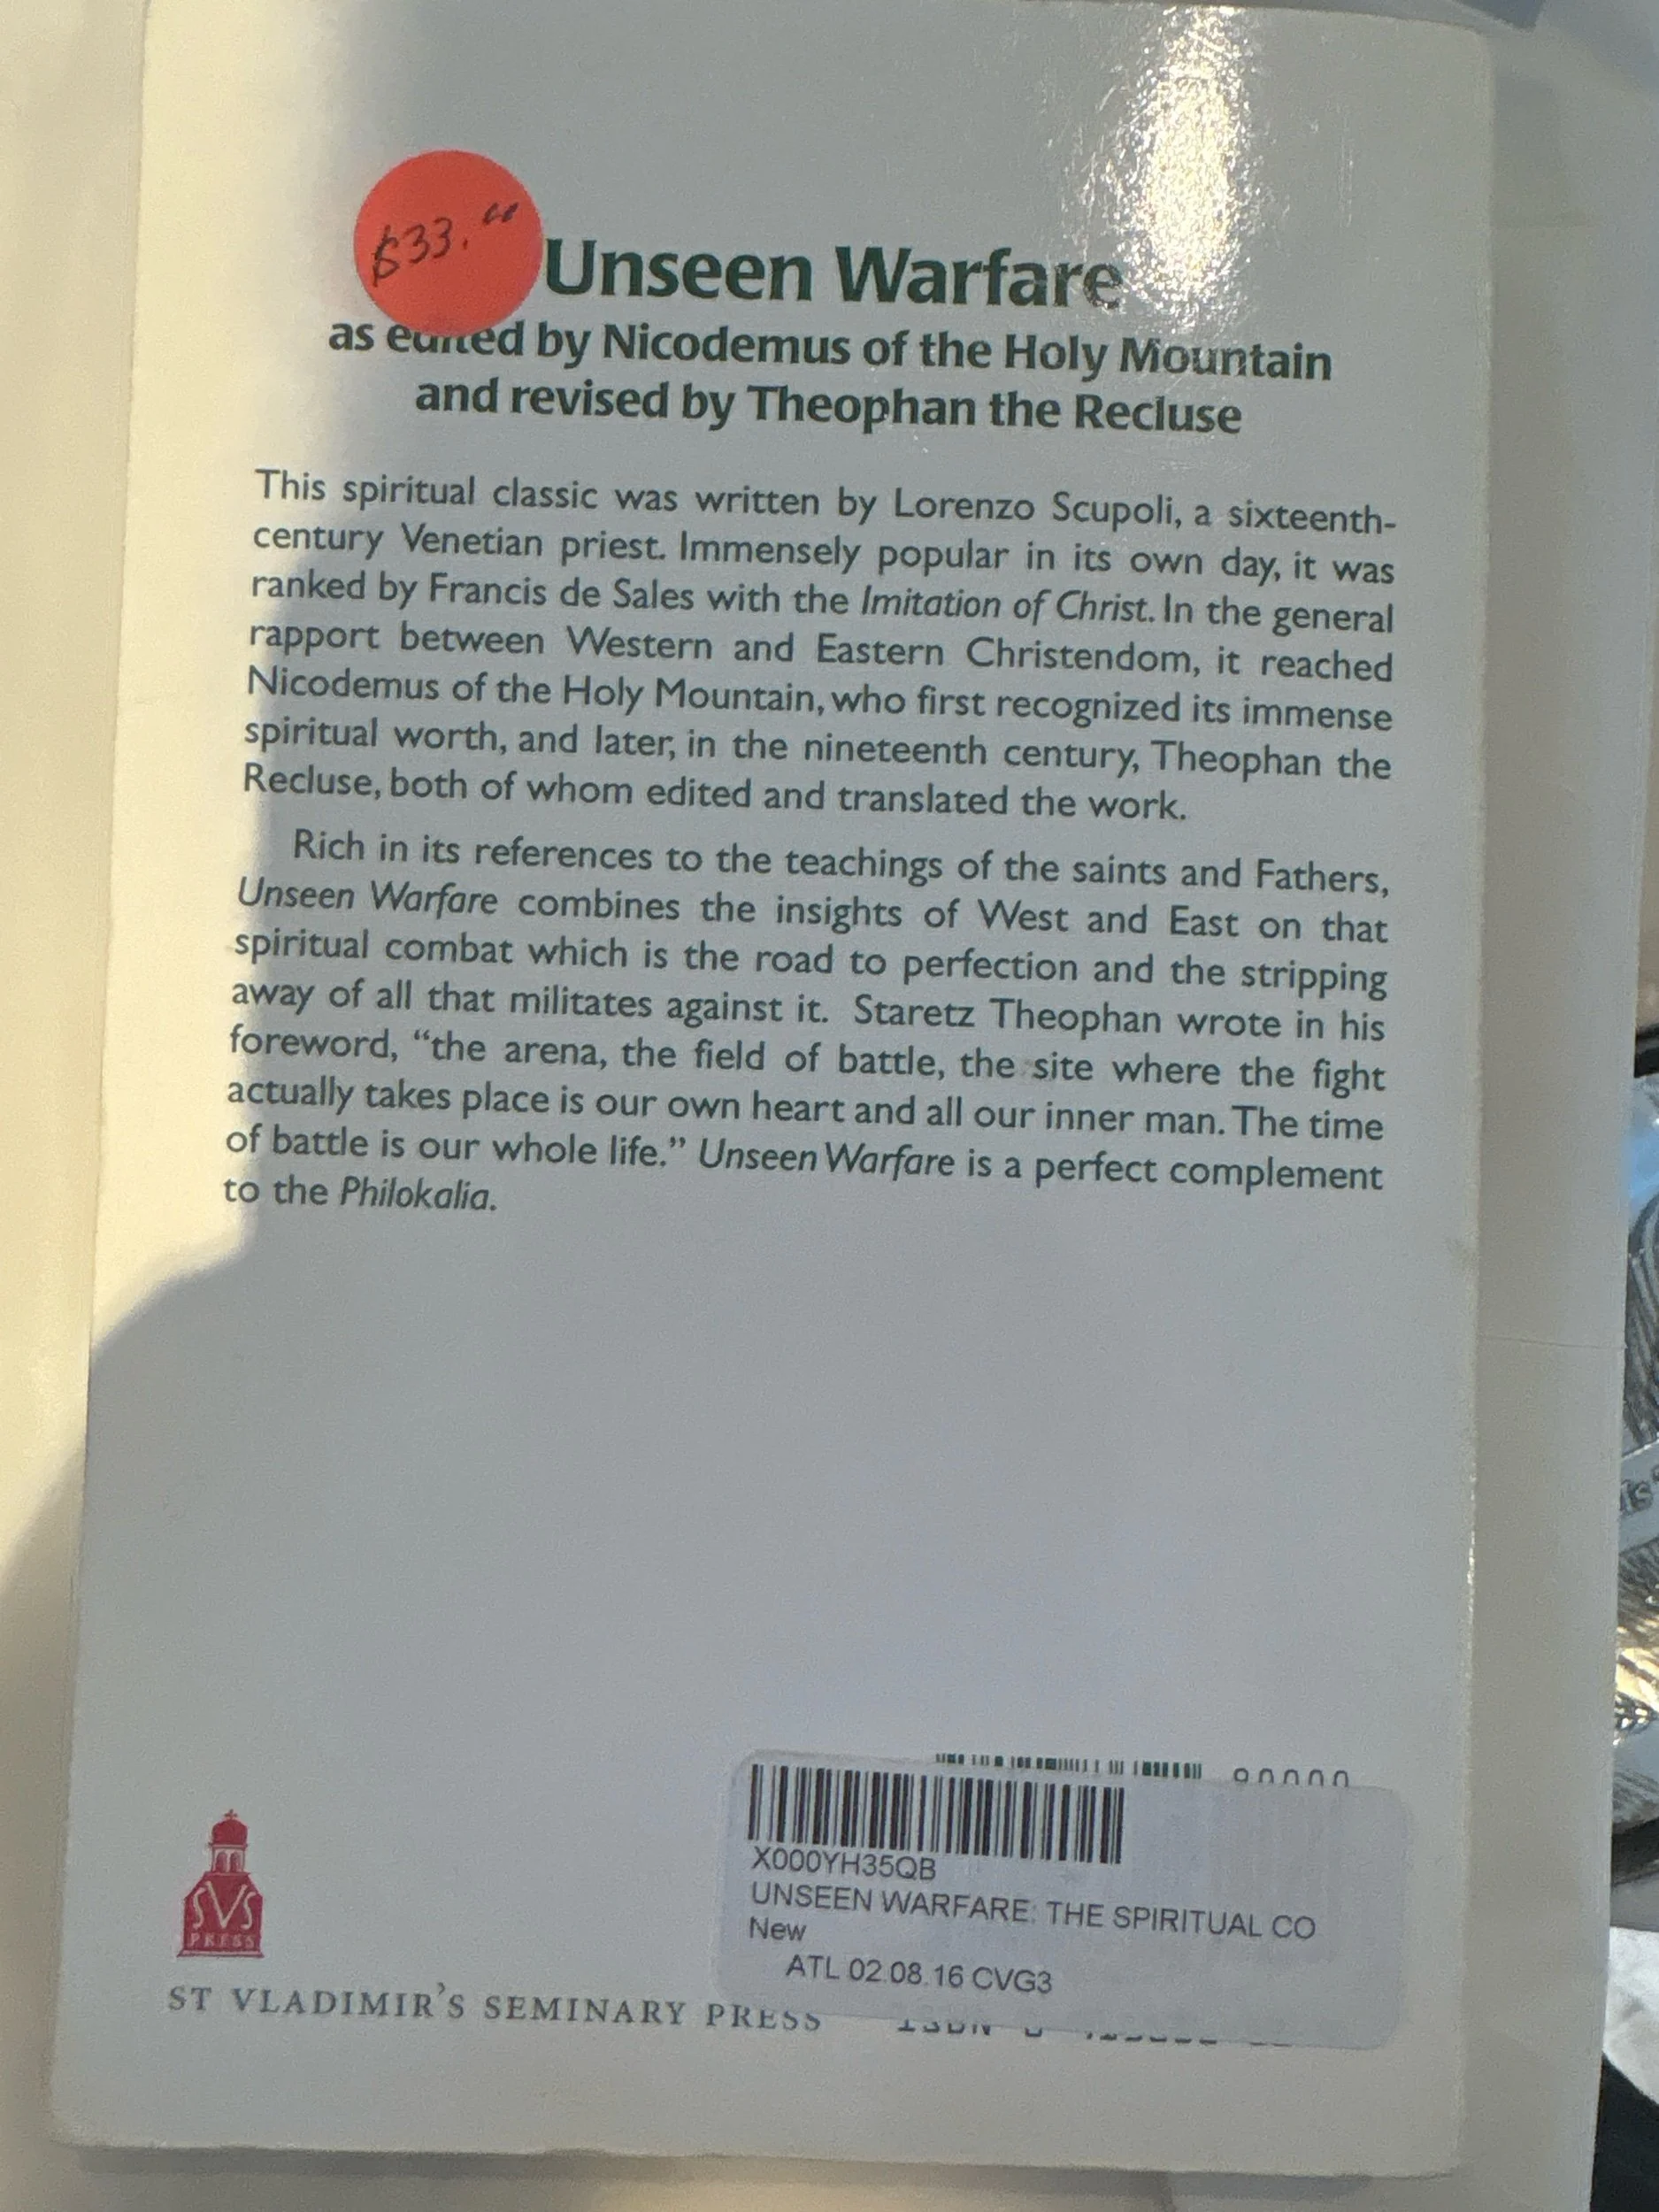 $33.00
Unseen Warfare
as edited by Nicodemus of the Holy Mountain
and revised by Theophan the Recluse
This spiritual classic was written by Lorenzo Scupoli, a sixteenth-
century Venetian priest. Immensely popular in its own day, it was
ranked by Francis de Sales with the Imitation of Christ. In the general
rapport between Western and Eastern Christendom, it reached
Nicodemus of the Holy Mountain, who first recognized its immense
spiritual worth, and later, in the nineteenth century, Theophan the
Recluse, both of whom edited and translated the work.
Rich in its references to the teachings of the saints and Fathers,
Unseen Warfare combines the insights of West and East on that
spiritual combat which is the road to perfection and the stripping
away of all that militates against it. Staretz Theophan wrote in his
foreword, “the arena, the field of battle, the site where the fight
actually takes place is our own heart and all our inner man. The time
of battle is our whole life.” Unseen Warfare is a perfect complement
to the Philokalia.
90000
X000YH35QB
UNSEEN WARFARE: THE SPIRITUAL CO
New
ATL 02.08.16 CVG3
SVS
PRESS
ST VLADIMIR'S SEMINARY PRESS